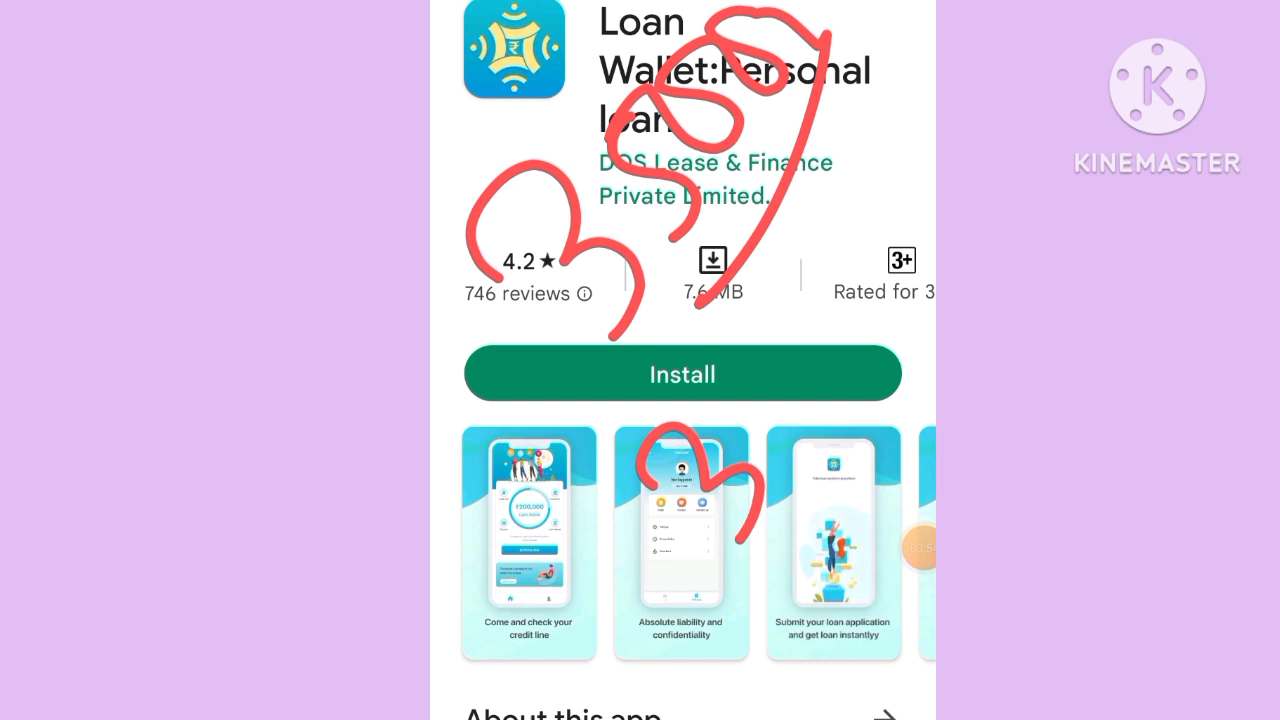 Loan
Wallet:Personal
loan
DOS Lease & Finance
Private Limited.
K
KINEMASTER
4.2★
3+
746 reviews
7.6 MB
Rated for 3
Install
₹200,000
Come and check your
credit line
Absolute liability and
confidentiality
Submit your loan application
and get loan instantlyy
03:54
About this app